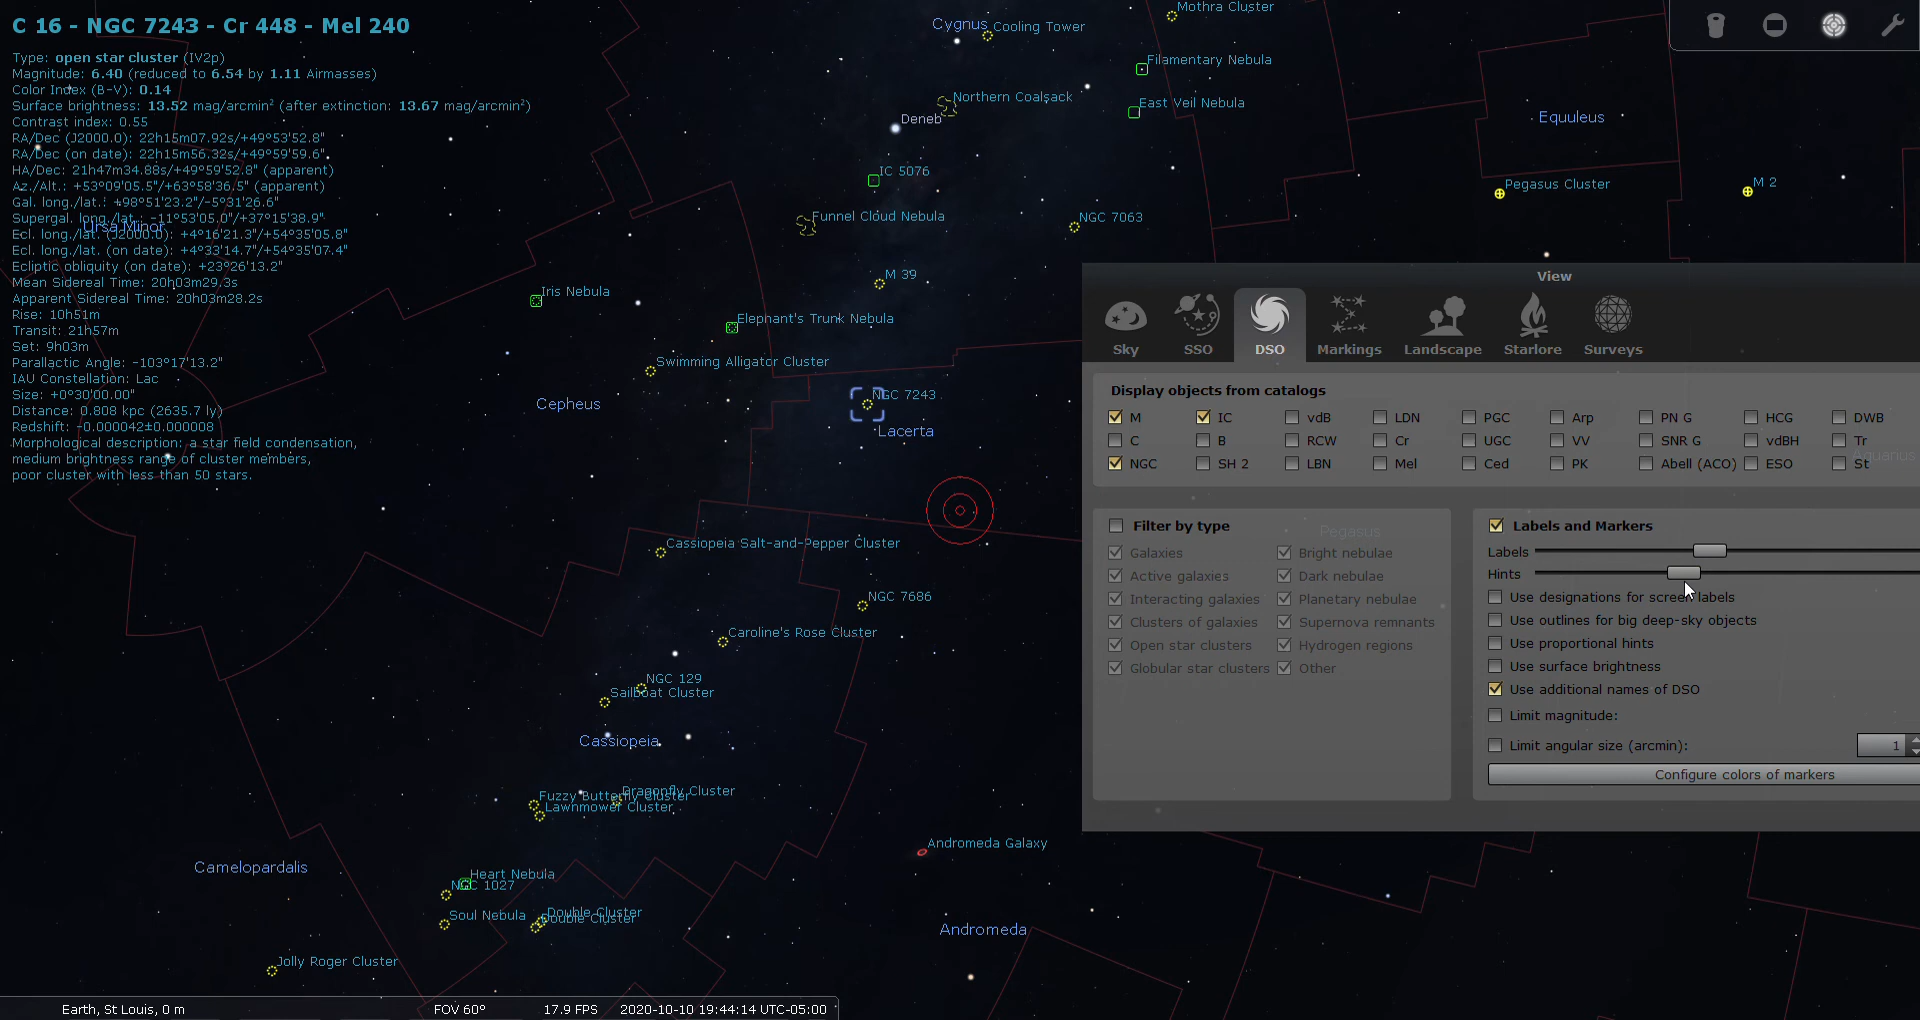 C 16 - NGC 7243 - Cr 448 - Mel 240
Type: open star cluster (IV2p)
Magnitude: 6.40 (reduced to 6.54 by 1.11 Airmasses)
Color Index (B-V): 0.14
Surface brightness: 13.52 mag/arcmin² (after extinction: 13.67 mag/arcmin²)
Contrast index: 0.55
RA/Dec (J2000.0): 22h15m07.92s/+49°53'52.8"
RA/Dec (on date): 22h15m56.32s/+49°59'59.6"
HA/Dec: 21h47m34.88s/+49°59'52.8" (apparent)
Az./Alt.: +53°09'05.5"/+63°58'36.5" (apparent)
Gal. long./lat.: +98°51'23.2"/-5°31'26.6"
Supergal. long./lat.: -11°53'05.0"/+37°15'38.9"
Ursa Minor
Ecl. long./lat. (J2000.0): +4°16'21.3"/+54°35'05.8"
Ecl. long./lat. (on date): +4°33'14.7"/+54°35'07.4"
Ecliptic obliquity (on date): +23°26'13.2"
Mean Sidereal Time: 20h03m29.3s
Apparent Sidereal Time: 20h03m28.2s
Rise: 10h51m
Transit: 21h57m
Set: 9h03m
Parallactic Angle: -103°17'13.2"
IAU Constellation: Lac
Size: +0°30'00.00"
Distance: 0.808 kpc (2635.7 ly)
Redshift: -0.000042±0.000008
Morphological description: a star field condensation,
medium brightness range of cluster members,
poor cluster with less than 50 stars.
Mothra Cluster
Cygnus
Cooling Tower
Filamentary Nebula
Northern Coalsack
East Veil Nebula
Deneb
Equuleus
IC 5076
Pegasus Cluster
M 2
Funnel Cloud Nebula
NGC 7063
M 39
Iris Nebula
Elephant's Trunk Nebula
Swimming Alligator Cluster
NGC 7243
Cepheus
Lacerta
Cassiopeia Salt-and-Pepper Cluster
NGC 7686
Caroline's Rose Cluster
NGC 129
Sailboat Cluster
Cassiopeia
Dragonfly Cluster
Fuzzy Butterfly Cluster
Lawnmower Cluster
Andromeda Galaxy
Camelopardalis
Heart Nebula
NGC 1027
Soul Nebula
Double Cluster
Double Cluster
Andromeda
Jolly Roger Cluster
View
Sky SSO DSO Markings Landscape Starlore Surveys
Display objects from catalogs
M IC vdB LDN PGC Arp PN G HCG DWB
C B RCW Cr UGC VV SNR G vdBH Tr
Aquarius
NGC SH 2 LBN Mel Ced PK Abell (ACO) ESO St
Filter by type
Pegasus
Galaxies Bright nebulae
Active galaxies Dark nebulae
Interacting galaxies Planetary nebulae
Clusters of galaxies Supernova remnants
Open star clusters Hydrogen regions
Globular star clusters Other
Labels and Markers
Labels
Hints
Use designations for screen labels
Use outlines for big deep-sky objects
Use proportional hints
Use surface brightness
Use additional names of DSO
Limit magnitude:
Limit angular size (arcmin): 1
Configure colors of markers
Earth, St Louis, 0 m FOV 60° 17.9 FPS 2020-10-10 19:44:14 UTC-05:00